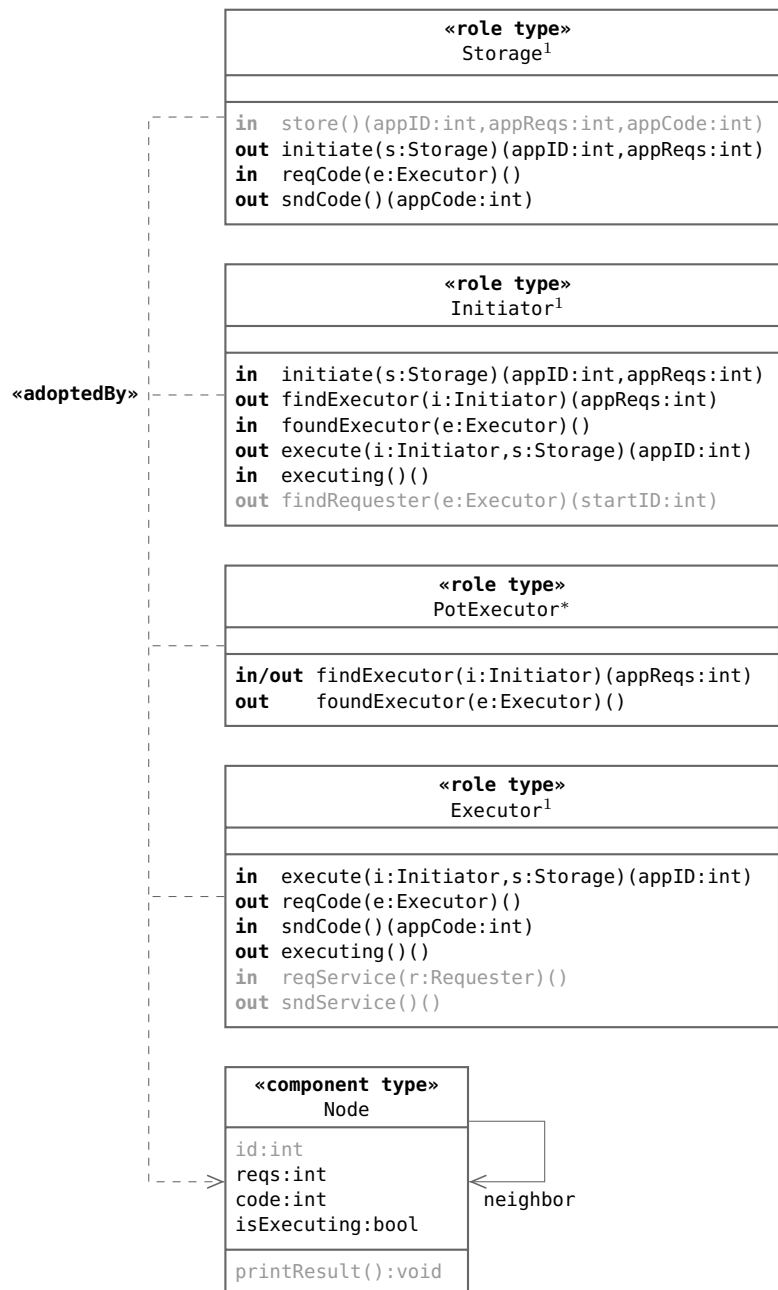 «role type»
Storage¹
in store()(appID:int,appReqs:int,appCode:int)
out initiate(s:Storage)(appID:int,appReqs:int)
in reqCode(e:Executor)()
out sndCode()(appCode:int)
«role type»
Initiator¹
«adoptedBy»
in initiate(s:Storage)(appID:int,appReqs:int)
out findExecutor(i:Initiator)(appReqs:int)
in foundExecutor(e:Executor)()
out execute(i:Initiator,s:Storage)(appID:int)
in executing()()
out findRequester(e:Executor)(startID:int)
«role type»
PotExecutor*
in/out findExecutor(i:Initiator)(appReqs:int)
out foundExecutor(e:Executor)()
«role type»
Executor¹
in execute(i:Initiator,s:Storage)(appID:int)
out reqCode(e:Executor)()
in sndCode()(appCode:int)
out executing()()
in reqService(r:Requester)()
out sndService()()
«component type»
Node
id:int
reqs:int
code:int
isExecuting:bool
neighbor
printResult():void